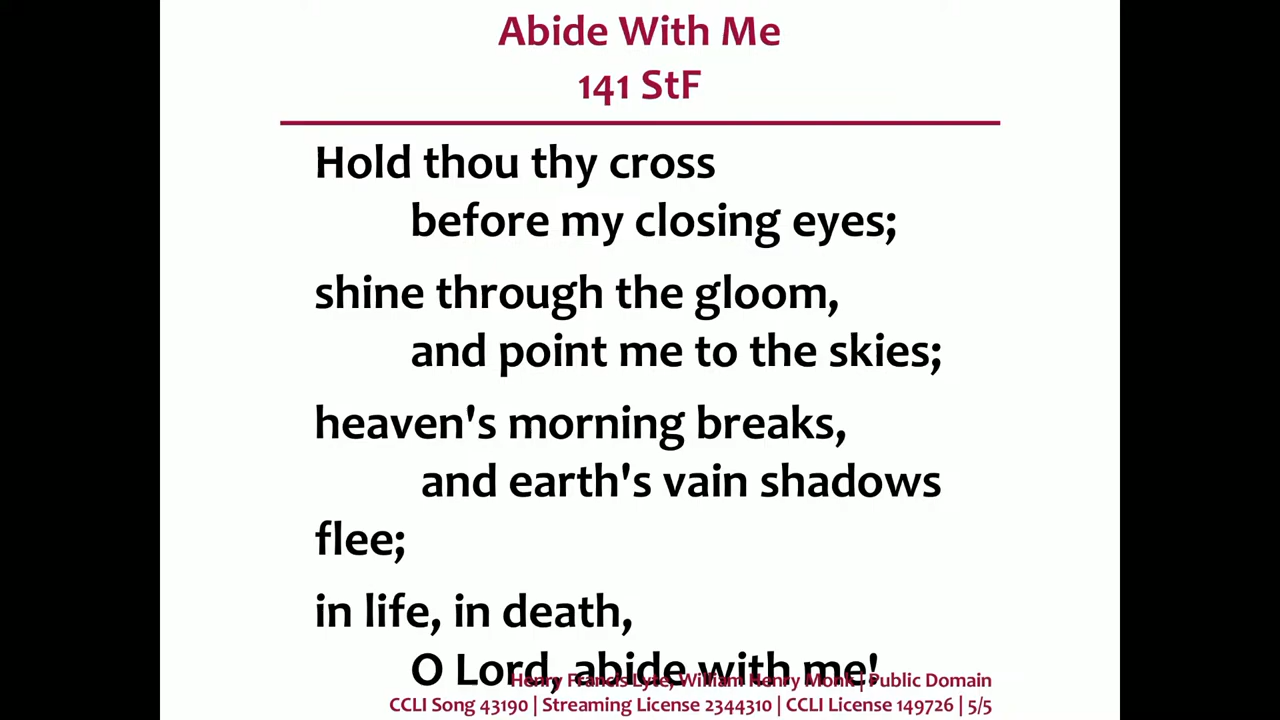 Abide With Me
141 StF
Hold thou thy cross
before my closing eyes;
shine through the gloom,
and point me to the skies;
heaven's morning breaks,
and earth's vain shadows
flee;
in life, in death,
O Lord, abide with me!
Henry Francis Lyte, William Henry Monk | Public Domain
CCLI Song 43190 | Streaming License 2344310 | CCLI License 149726 | 5/5